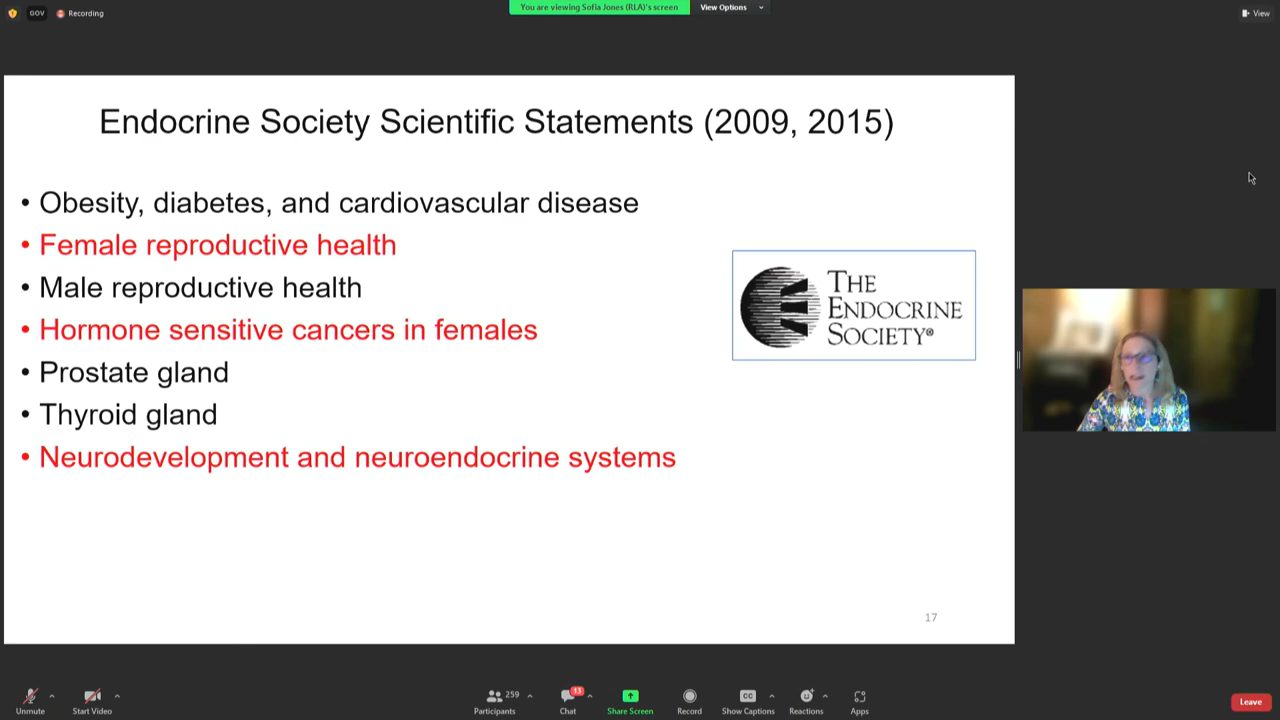 GOV
Recording
You are viewing Sofia Jones (RLA)'s screen
View Options
View
Endocrine Society Scientific Statements (2009, 2015)
• Obesity, diabetes, and cardiovascular disease
• Female reproductive health
• Male reproductive health
• Hormone sensitive cancers in females
• Prostate gland
• Thyroid gland
• Neurodevelopment and neuroendocrine systems
THE
ENDOCRINE
SOCIETY®
17
Unmute
Start Video
259
Participants
13
Chat
Share Screen
Record
CC
Show Captions
Reactions
Apps
Leave